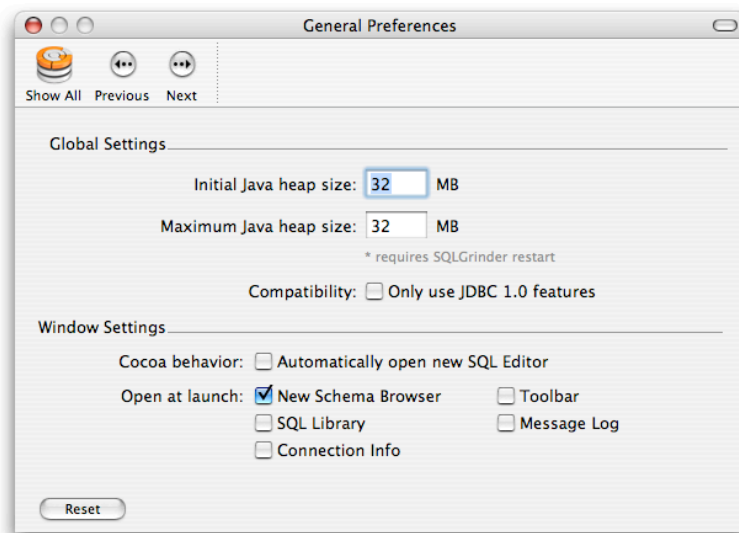 General Preferences
Show All Previous Next
Global Settings
Initial Java heap size: 32 MB
Maximum Java heap size: 32 MB
* requires SQLGrinder restart
Compatibility: Only use JDBC 1.0 features
Window Settings
Cocoa behavior: Automatically open new SQL Editor
Open at launch: New Schema Browser Toolbar
SQL Library Message Log
Connection Info
Reset